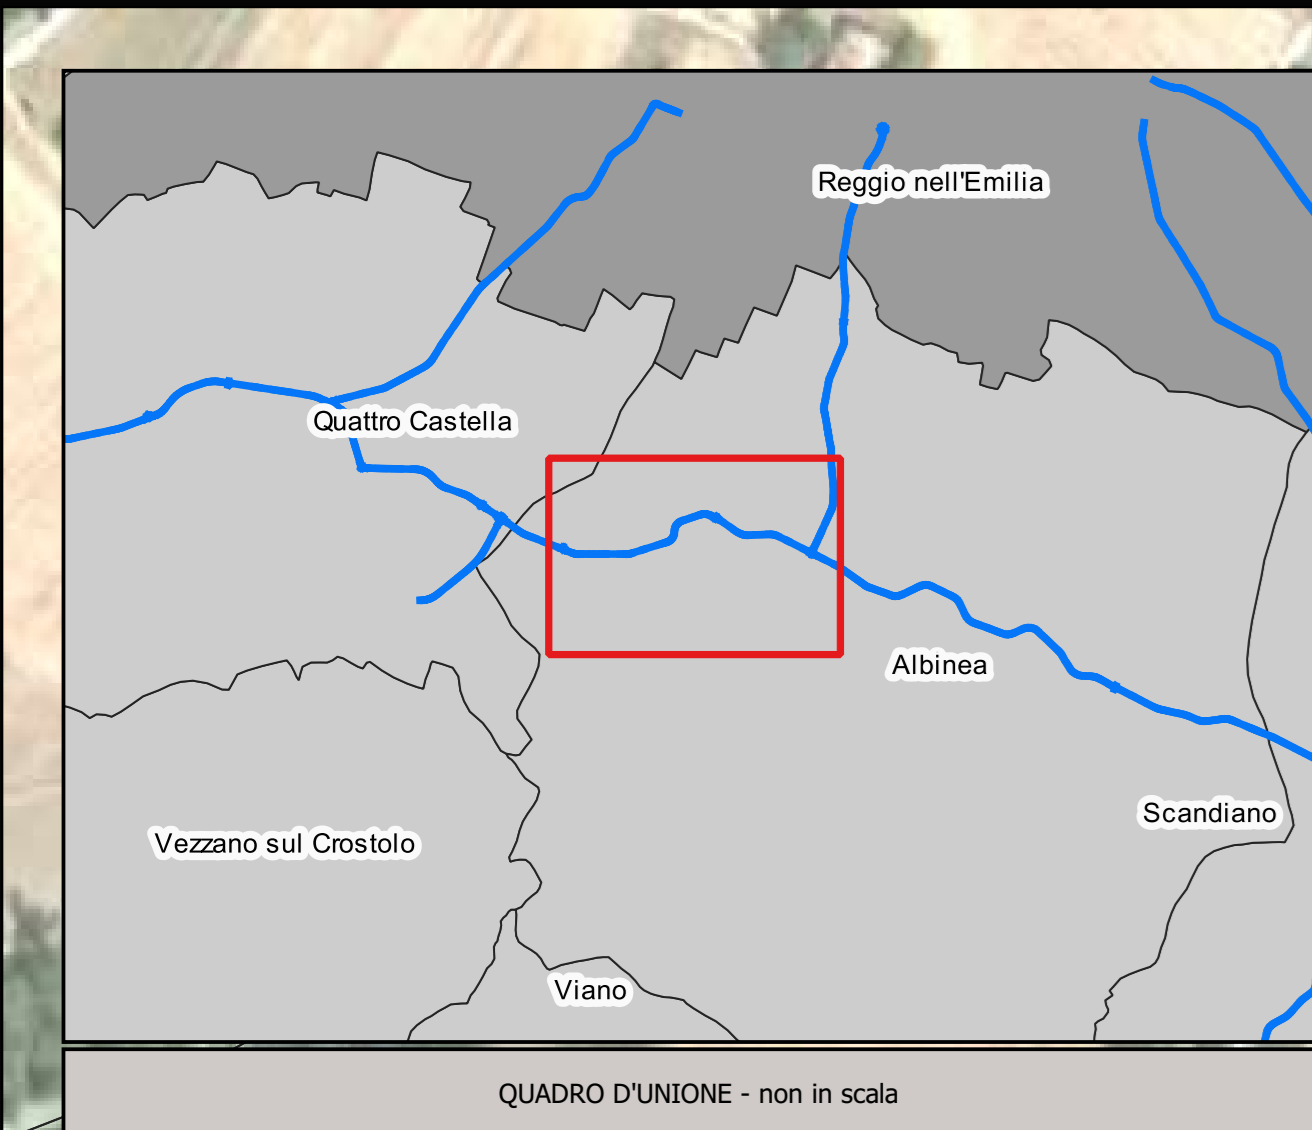 Reggio nell'Emilia
Quattro Castella
Albinea
Scandiano
Vezzano sul Crostolo
Viano
QUADRO D'UNIONE - non in scala